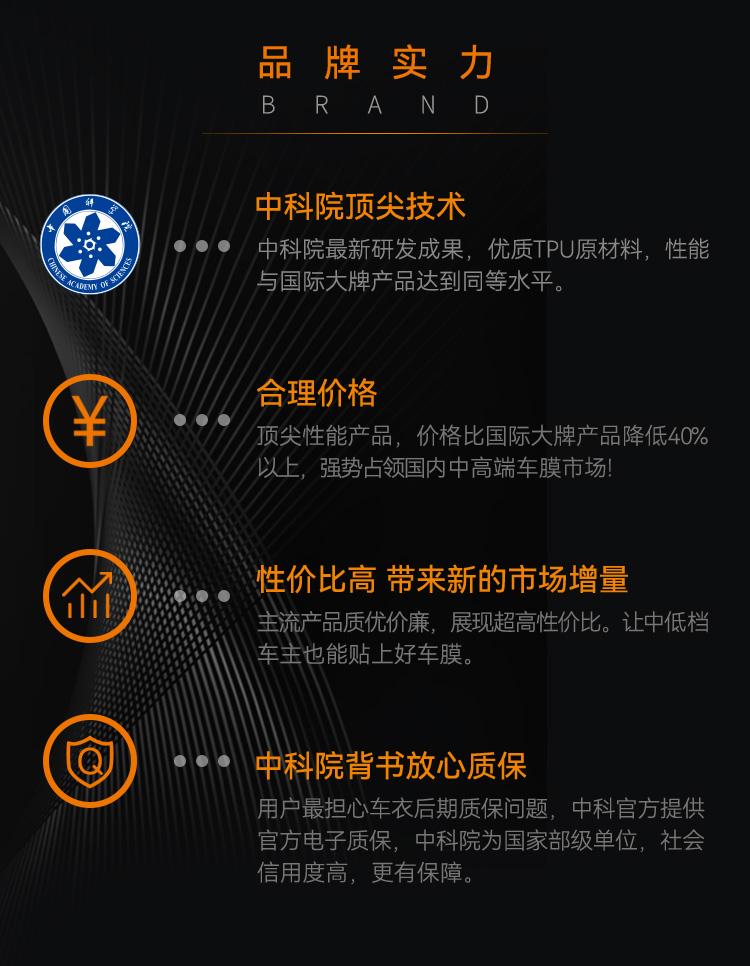 品牌实力
BRAND
中国科学院
CHINESE ACADEMY OF SCIENCES
中科院顶尖技术
中科院最新研发成果，优质TPU原材料，性能
与国际大牌产品达到同等水平。
¥
合理价格
顶尖性能产品，价格比国际大牌产品降低40%
以上，强势占领国内中高端车膜市场!
性价比高 带来新的市场增量
主流产品质优价廉，展现超高性价比。让中低档
车主也能贴上好车膜。
Q
中科院背书放心质保
用户最担心车衣后期质保问题，中科官方提供
官方电子质保，中科院为国家部级单位，社会
信用度高，更有保障。